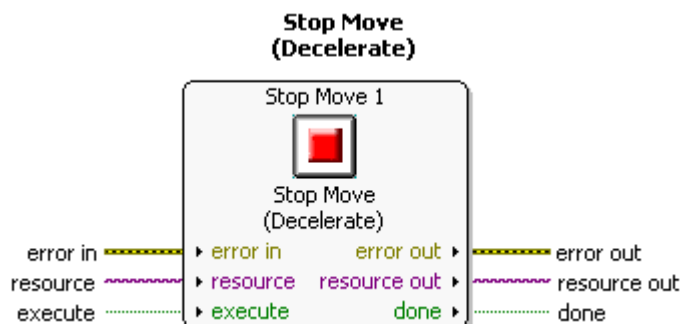 Stop Move
(Decelerate)
Stop Move 1
Stop Move
(Decelerate)
error in error in error out error out
resource resource resource out resource out
execute execute done done